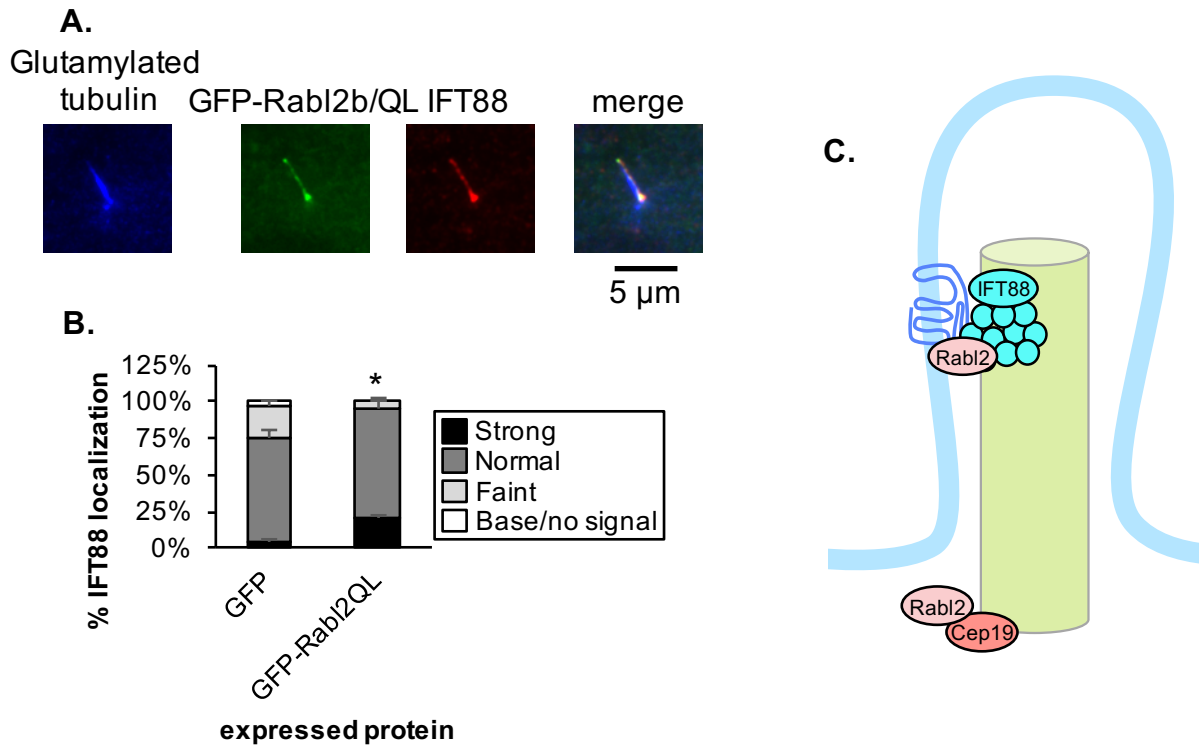 A.
Glutamylated
tubulin
GFP-Rabl2b/QL IFT88
merge
5 µm
B.
125%
100%
75%
50%
25%
0%
% IFT88 localization
*
GFP
GFP-Rabl2QL
expressed protein
Strong
Normal
Faint
Base/no signal
C.
IFT88
Rabl2
Rabl2
Cep19